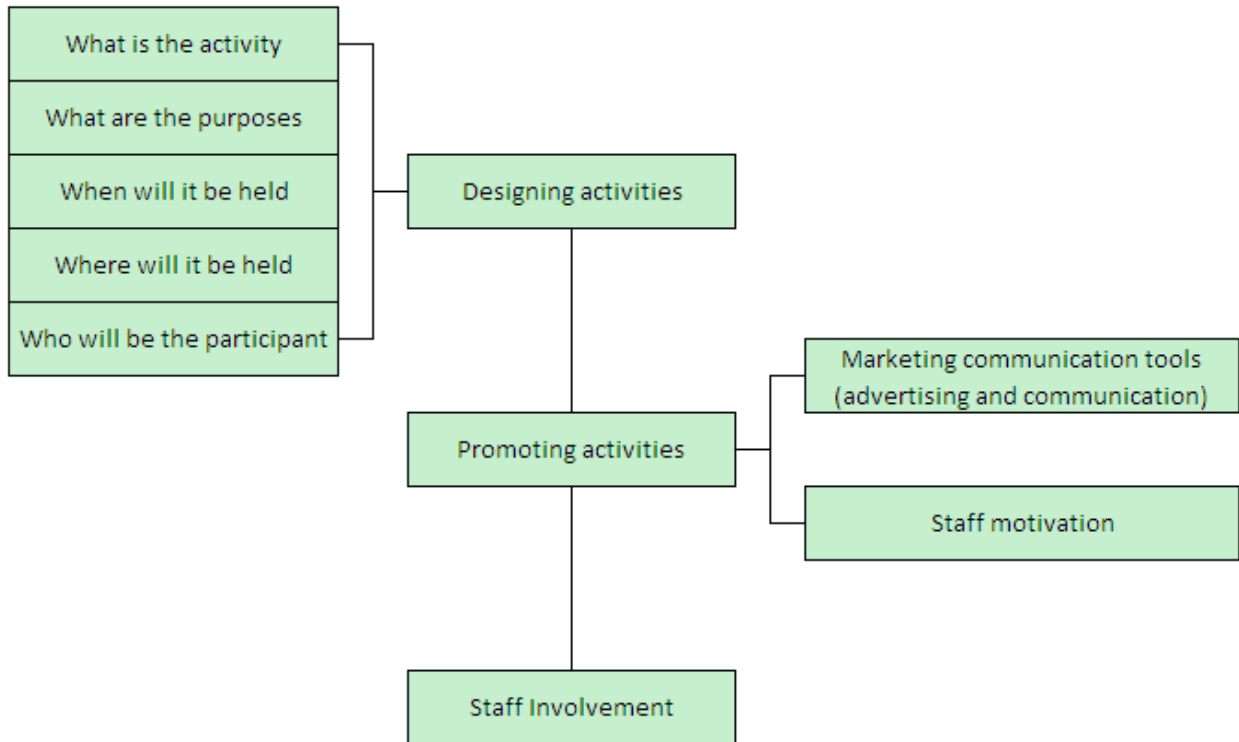 What is the activity
What are the purposes
When will it be held
Where will it be held
Who will be the participant
Designing activities
Promoting activities
Marketing communication tools
(advertising and communication)
Staff motivation
Staff Involvement